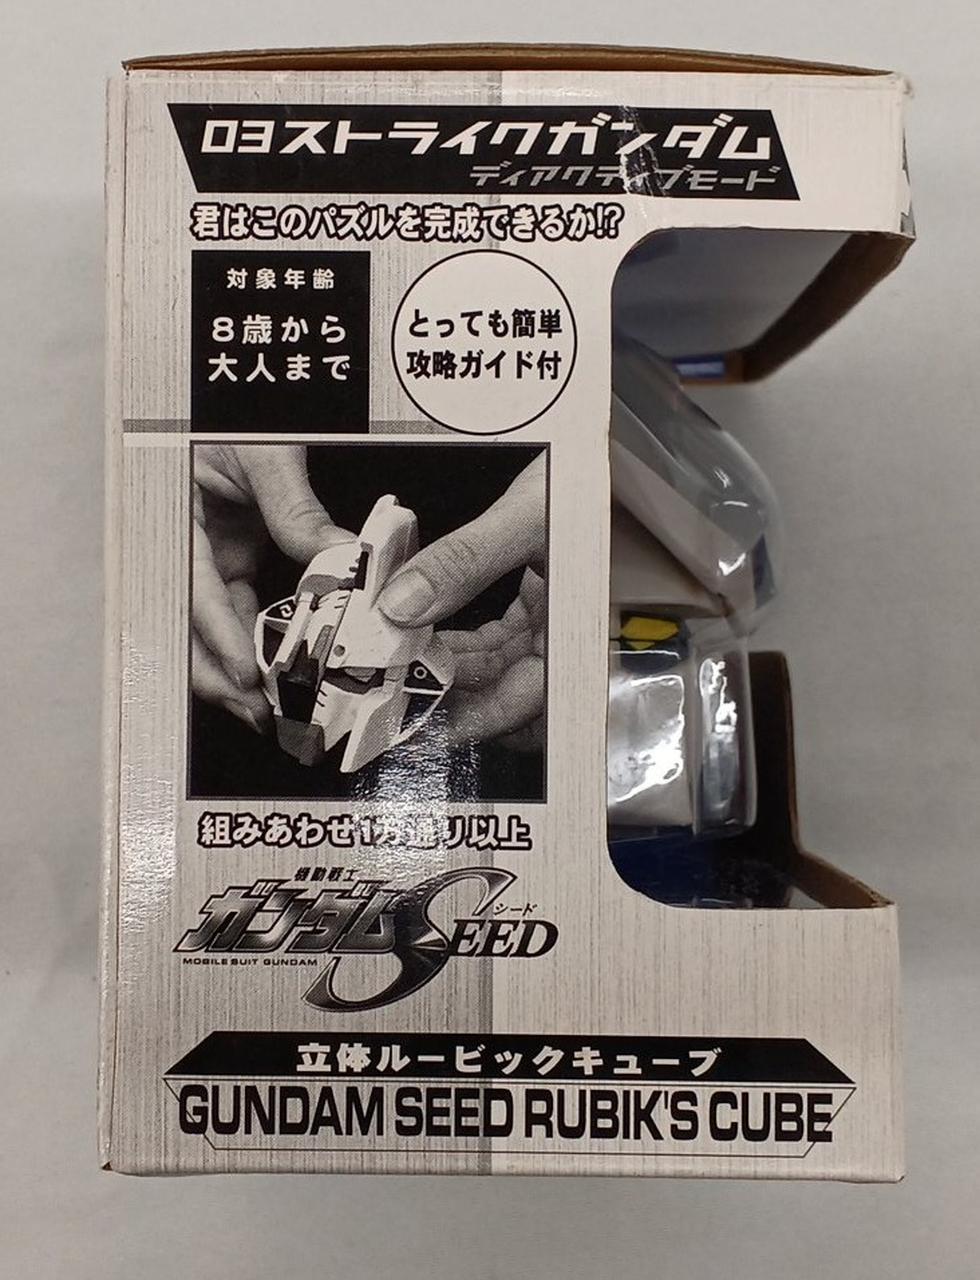 03ストライクガンダム
ディアクティブモード
君はこのパズルを完成できるか!?
対象年齢
8歳から
大人まで
とっても簡単
攻略ガイド付
組みあわせ1万通り以上
機動戦士
ガンダムSEED
シード
MOBILE SUIT GUNDAM
立体ルービックキューブ
GUNDAM SEED RUBIK'S CUBE